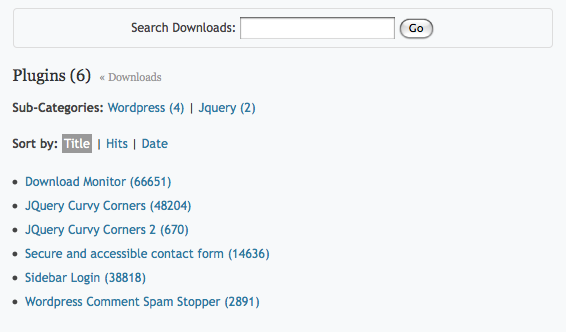 Search Downloads: Go
Plugins (6) « Downloads
Sub-Categories: Wordpress (4) | Jquery (2)
Sort by: Title | Hits | Date
Download Monitor (66651)
JQuery Curvy Corners (48204)
JQuery Curvy Corners 2 (670)
Secure and accessible contact form (14636)
Sidebar Login (38818)
Wordpress Comment Spam Stopper (2891)